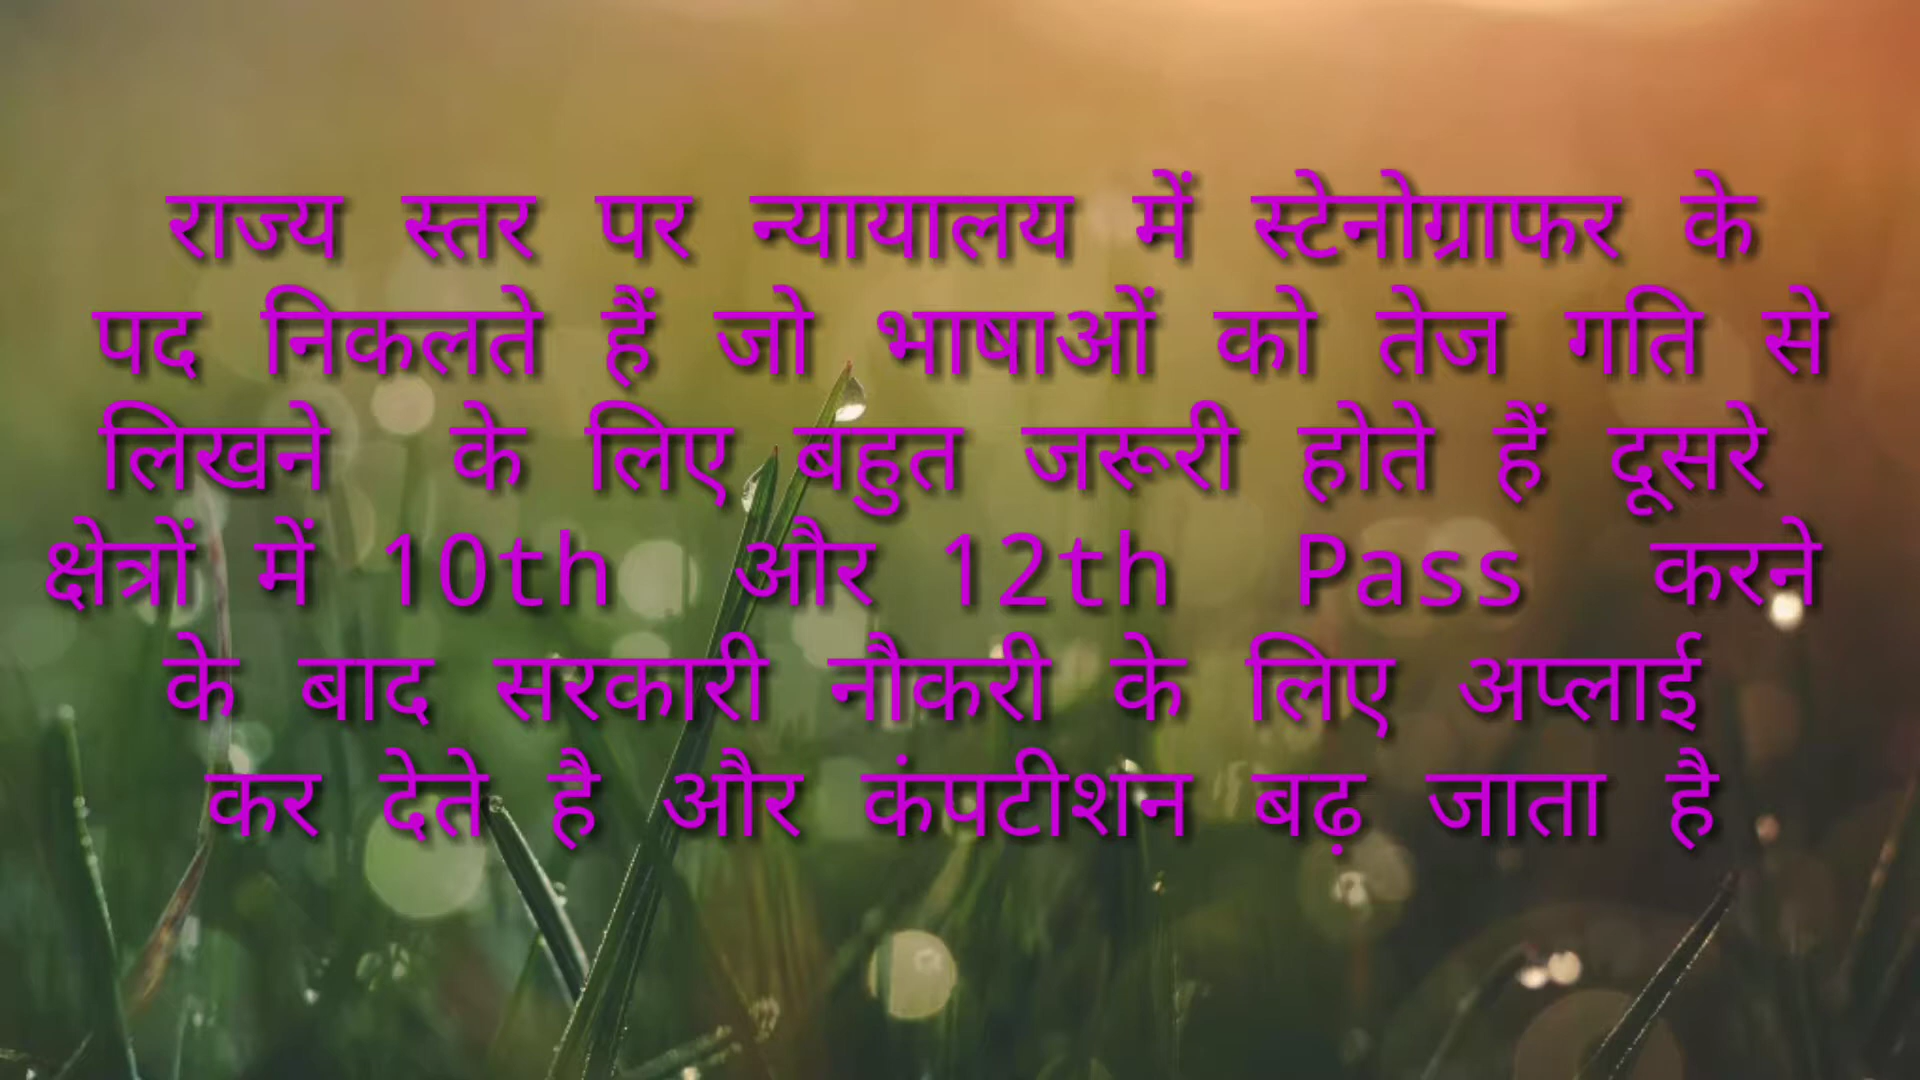 राज्य स्तर पर न्यायालय में स्टेनोग्राफर के
पद निकलते हैं जो भाषाओं को तेज गति से
लिखने के लिए बहुत जरूरी होते हैं दूसरे
क्षेत्रों में 10th और 12th Pass करने
के बाद सरकारी नौकरी के लिए अप्लाई
कर देते है और कंपटीशन बढ़ जाता है